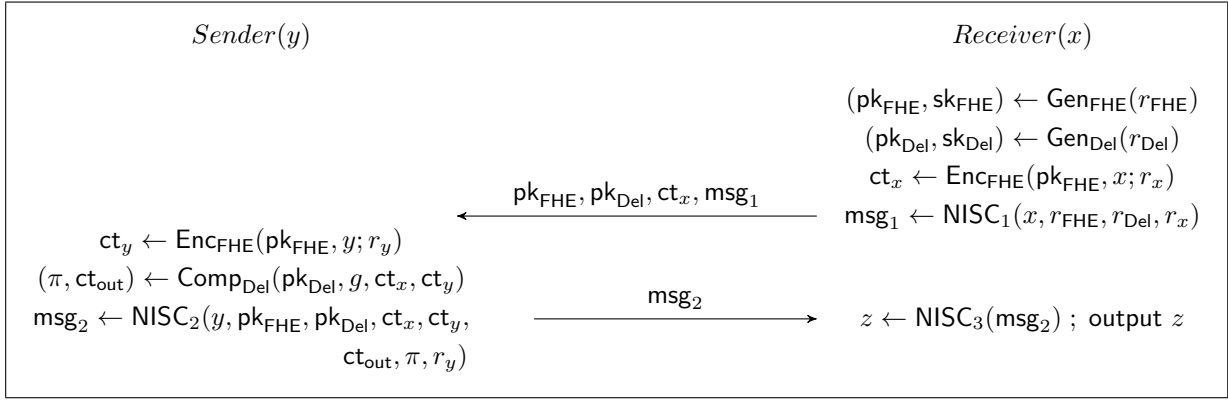 Sender(y) Receiver(x)
(pk_FHE, sk_FHE) ← Gen_FHE(r_FHE)
(pk_Del, sk_Del) ← Gen_Del(r_Del)
ct_x ← Enc_FHE(pk_FHE, x; r_x)
pk_FHE, pk_Del, ct_x, msg_1
msg_1 ← NISC_1(x, r_FHE, r_Del, r_x)
ct_y ← Enc_FHE(pk_FHE, y; r_y)
(π, ct_out) ← Comp_Del(pk_Del, g, ct_x, ct_y)
msg_2
msg_2 ← NISC_2(y, pk_FHE, pk_Del, ct_x, ct_y,
z ← NISC_3(msg_2) ; output z
ct_out, π, r_y)